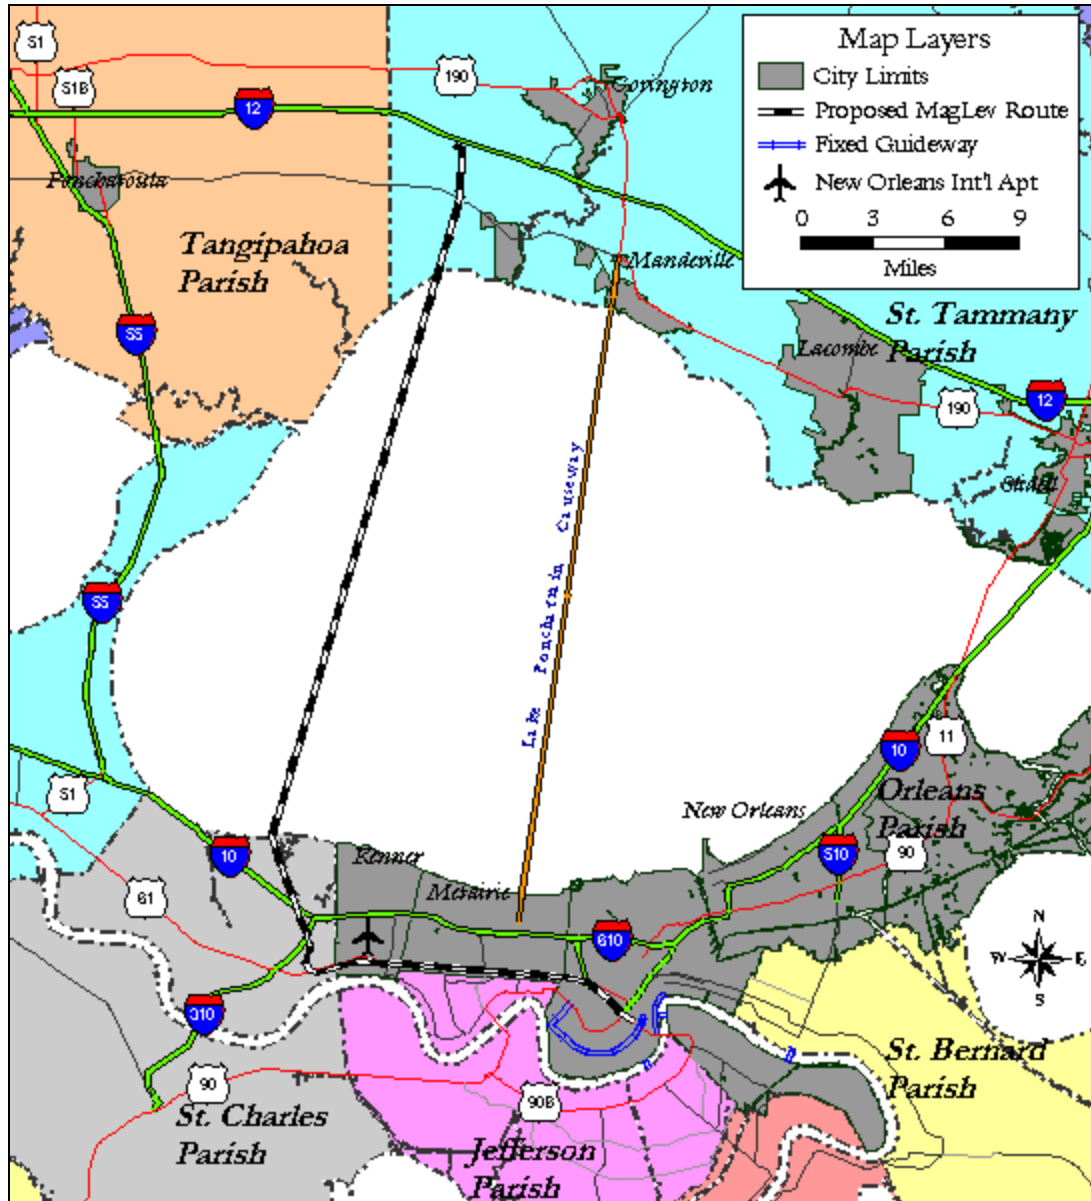 51
51B
190
12
Covington
Map Layers
City Limits
Proposed MagLev Route
Fixed Guideway
New Orleans Int'l Apt
0 3 6 9
Miles
Ponchatoula
Tangipahoa
Parish
Mandeville
55
St. Tammany
Parish
Lacombe
12
190
Slidell
Lake Ponchartrain Causeway
55
10
11
51
New Orleans
Orleans
Parish
10
Kenner
510
90
Metairie
61
610
N
W E
S
310
St. Bernard
Parish
90
90B
St. Charles
Parish
Jefferson
Parish